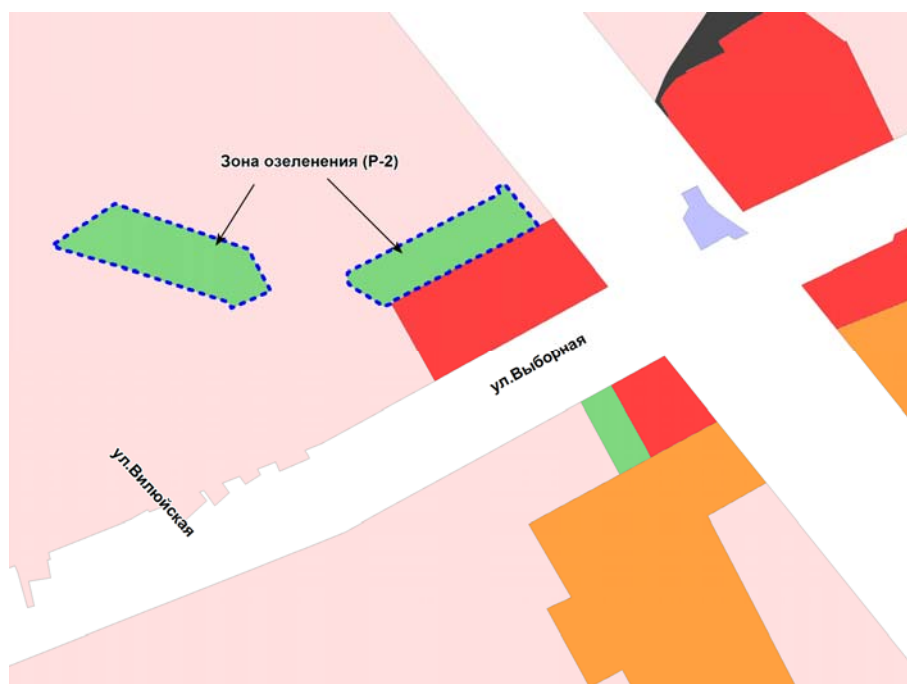 Зона озеленения (Р-2)
ул.Выборная
ул.Вилюйская